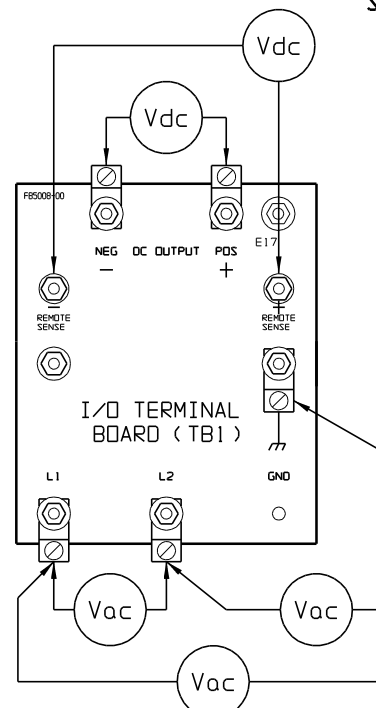 Vdc
Vdc
FB5008-00
E17
NEG DC OUTPUT POS
- +
- +
REMOTE SENSE
REMOTE SENSE
I/O TERMINAL
BOARD (TB1)
L1 L2 GND
Vac Vac
Vac